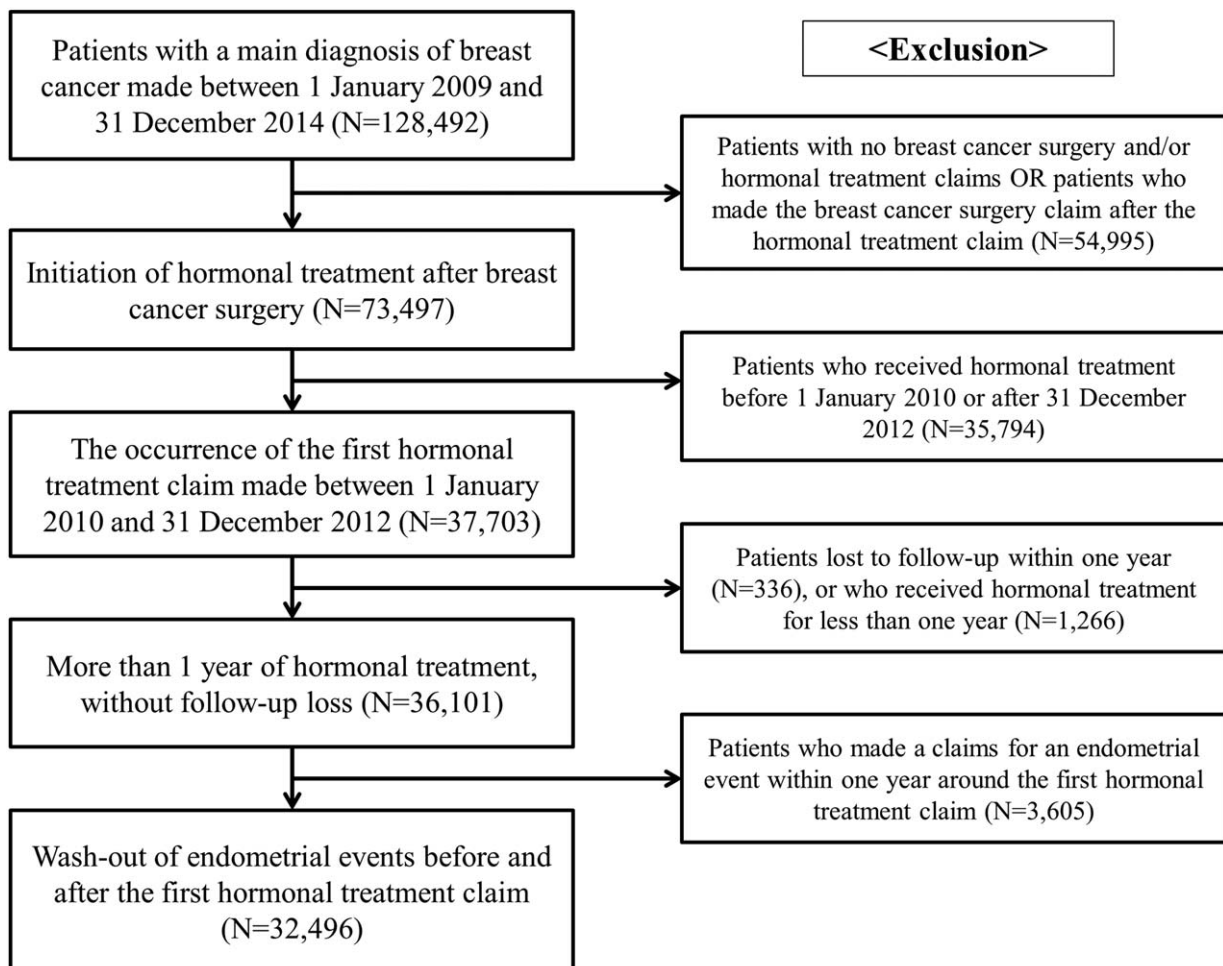 Patients with a main diagnosis of breast
cancer made between 1 January 2009 and
31 December 2014 (N=128,492)
<Exclusion>
Patients with no breast cancer surgery and/or
hormonal treatment claims OR patients who
made the breast cancer surgery claim after the
hormonal treatment claim (N=54,995)
Initiation of hormonal treatment after breast
cancer surgery (N=73,497)
Patients who received hormonal treatment
before 1 January 2010 or after 31 December
2012 (N=35,794)
The occurrence of the first hormonal
treatment claim made between 1 January
2010 and 31 December 2012 (N=37,703)
Patients lost to follow-up within one year
(N=336), or who received hormonal treatment
for less than one year (N=1,266)
More than 1 year of hormonal treatment,
without follow-up loss (N=36,101)
Patients who made a claims for an endometrial
event within one year around the first hormonal
treatment claim (N=3,605)
Wash-out of endometrial events before and
after the first hormonal treatment claim
(N=32,496)